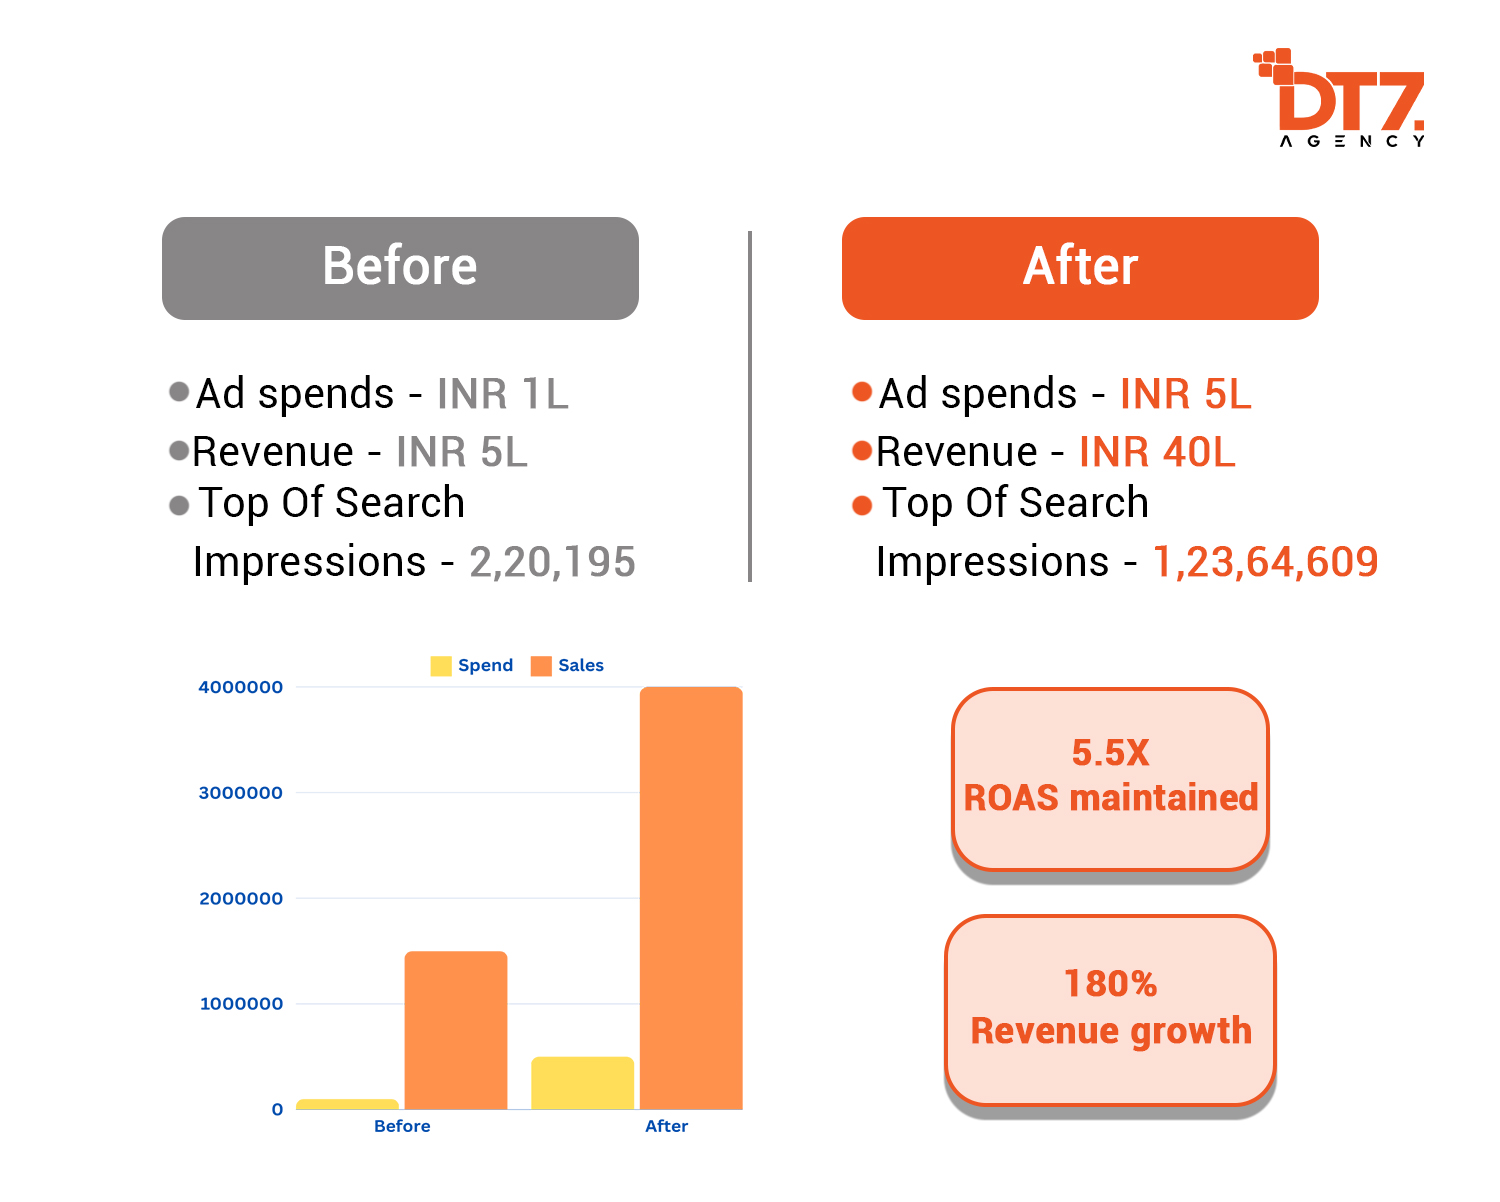 DT7.
AGENCY
Before
Ad spends - INR 1L
Revenue - INR 5L
Top Of Search
Impressions - 2,20,195
After
Ad spends - INR 5L
Revenue - INR 40L
Top Of Search
Impressions - 1,23,64,609
Spend Sales
4000000
3000000
2000000
1000000
0
Before After
5.5X
ROAS maintained
180%
Revenue growth